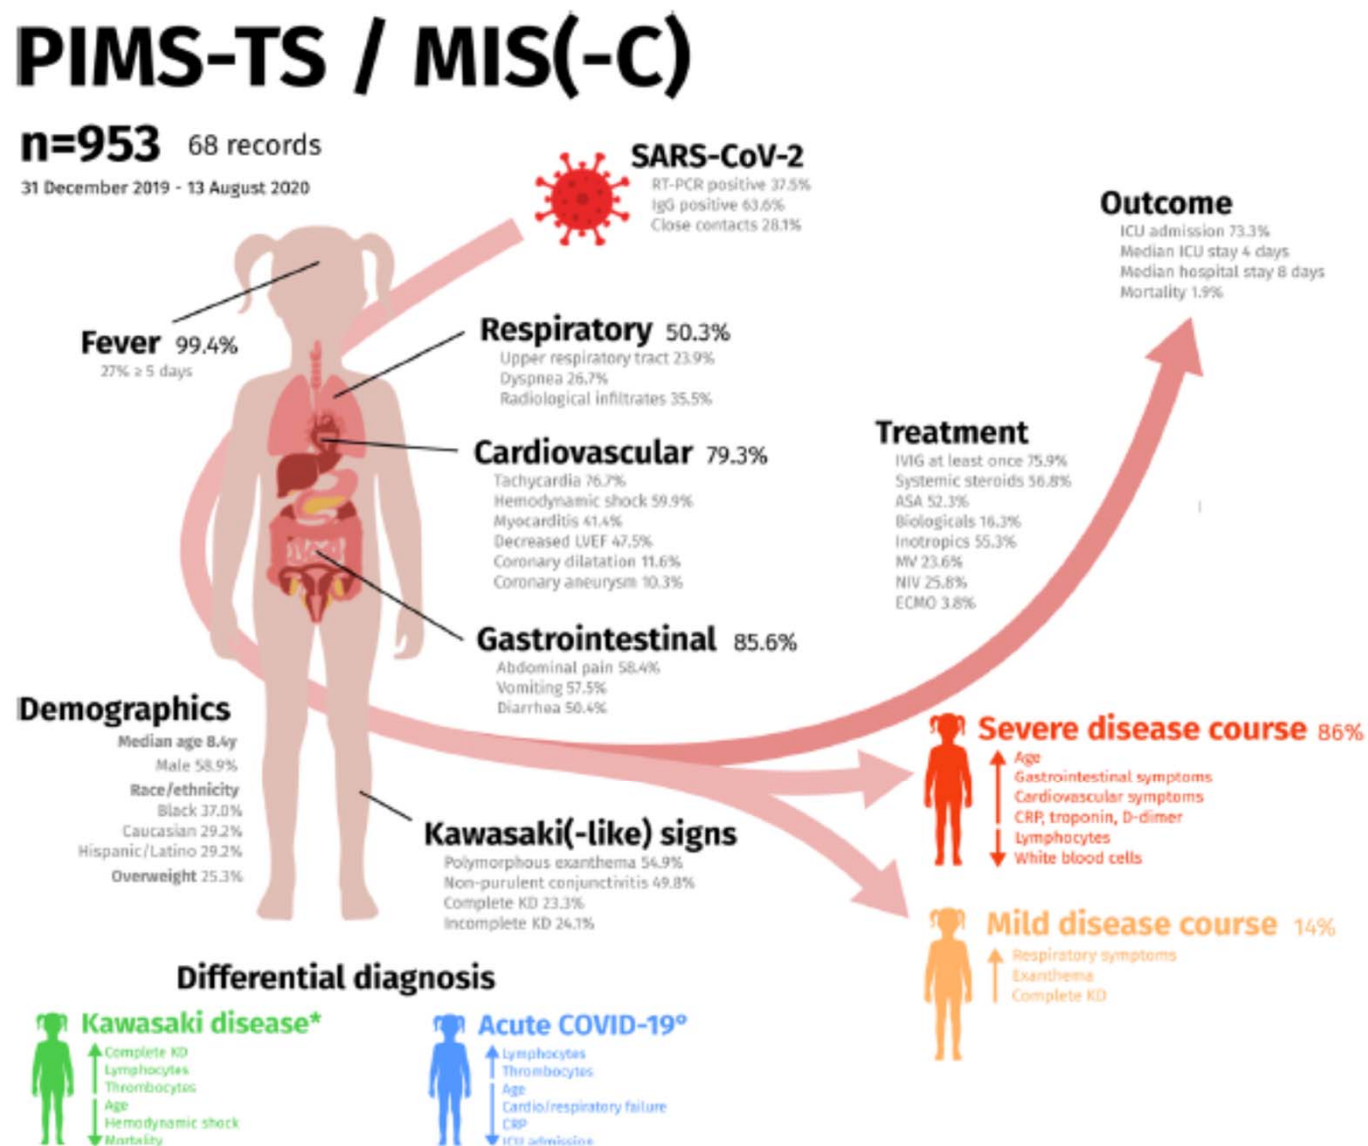 PIMS-TS / MIS(-C)
n=953 68 records
31 December 2019 - 13 August 2020
SARS-CoV-2
RT-PCR positive 37.5%
IgG positive 63.6%
Close contacts 28.1%
Outcome
ICU admission 73.3%
Median ICU stay 4 days
Median hospital stay 8 days
Mortality 1.9%
Fever 99.4%
27% ≥ 5 days
Respiratory 50.3%
Upper respiratory tract 23.9%
Dyspnea 26.7%
Radiological infiltrates 35.5%
Cardiovascular 79.3%
Tachycardia 76.7%
Hemodynamic shock 59.9%
Myocarditis 41.4%
Decreased LVEF 47.5%
Coronary dilatation 11.6%
Coronary aneurysm 10.3%
Treatment
IVIG at least once 75.9%
Systemic steroids 56.8%
ASA 52.3%
Biologicals 16.3%
Inotropics 55.3%
MV 23.6%
NIV 25.8%
ECMO 3.8%
Gastrointestinal 85.6%
Abdominal pain 58.4%
Vomiting 57.5%
Diarrhea 50.4%
Demographics
Median age 8.4y
Male 58.9%
Race/ethnicity
Black 37.0%
Caucasian 29.2%
Hispanic/Latino 29.2%
Overweight 25.3%
Kawasaki(-like) signs
Polymorphous exanthema 54.9%
Non-purulent conjunctivitis 49.8%
Complete KD 23.3%
Incomplete KD 24.1%
Severe disease course 86%
Age
Gastrointestinal symptoms
Cardiovascular symptoms
CRP, troponin, D-dimer
Lymphocytes
White blood cells
Mild disease course 14%
Respiratory symptoms
Exanthema
Complete KD
Differential diagnosis
Kawasaki disease*
Complete KD
Lymphocytes
Thrombocytes
Age
Hemodynamic shock
Mortality
Acute COVID-19°
Lymphocytes
Thrombocytes
Age
Cardio/respiratory failure
CRP
ICU admission